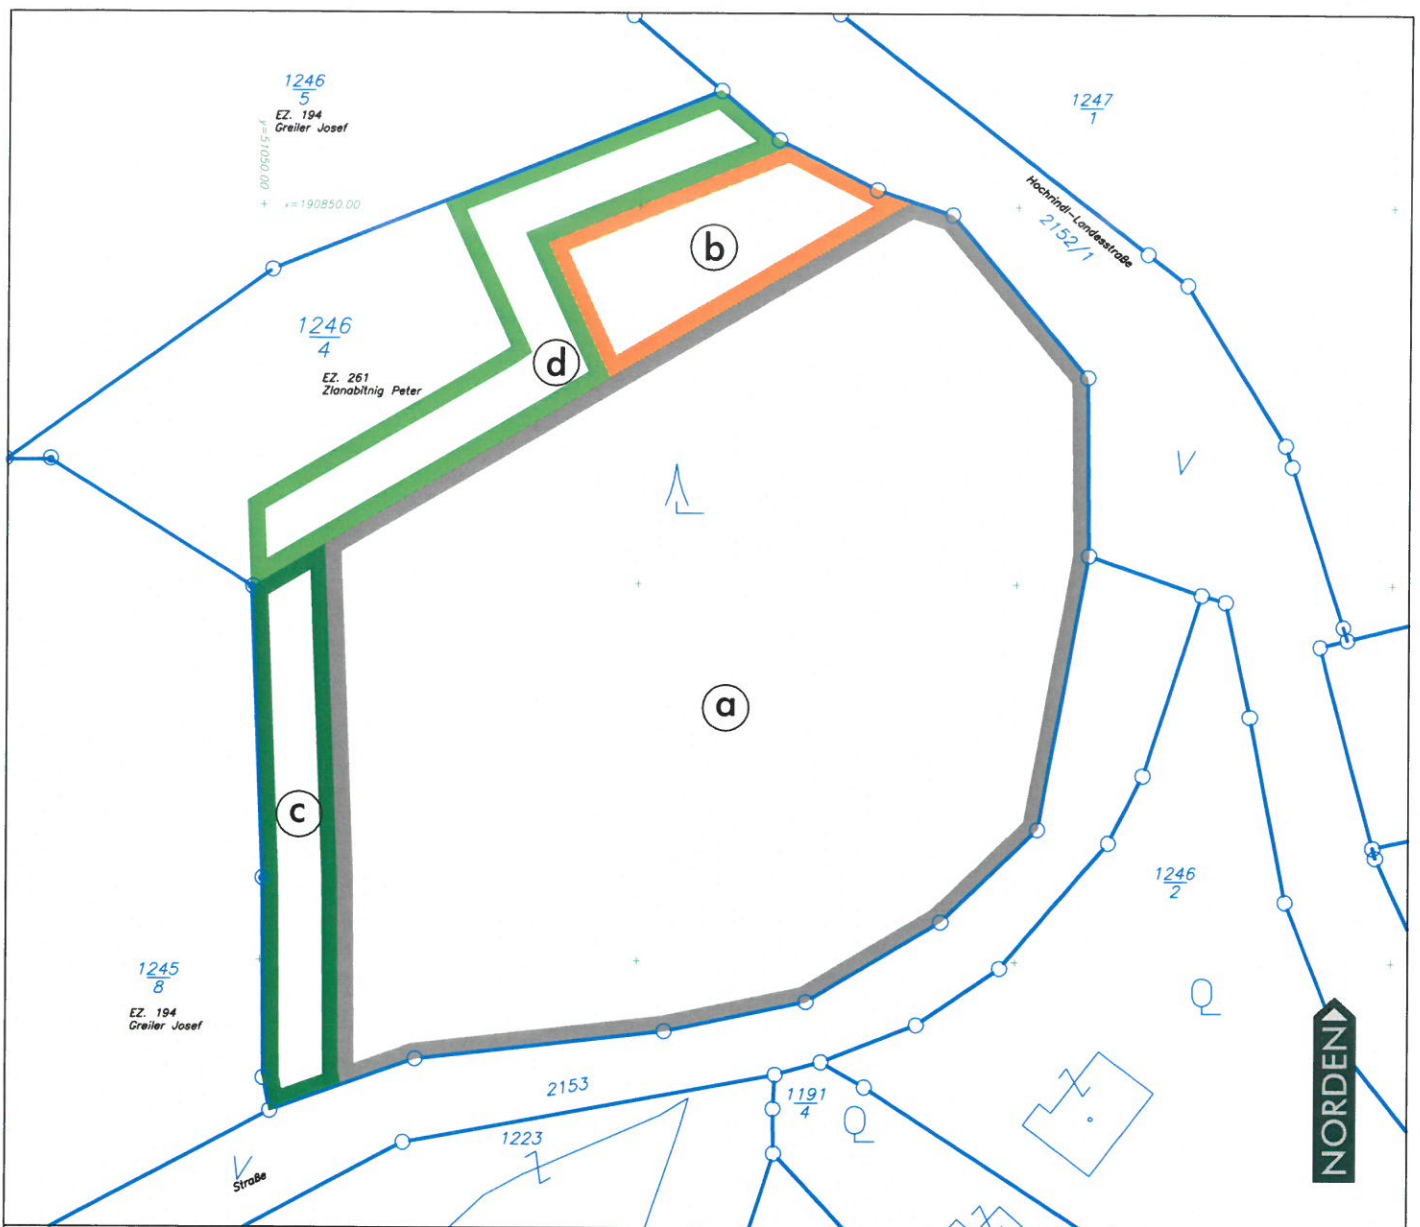 1246
5
EZ. 194
Greiler Josef
y=51050.00
x=190850.00
1247
1
Hochrindl-Landesstraße
2152/1
b
1246
4
d
EZ. 261
Zlanabitnig Peter
a
c
1246
2
1245
8
EZ. 194
Greiler Josef
NORDEN
2153
1191
4
1223
Straße